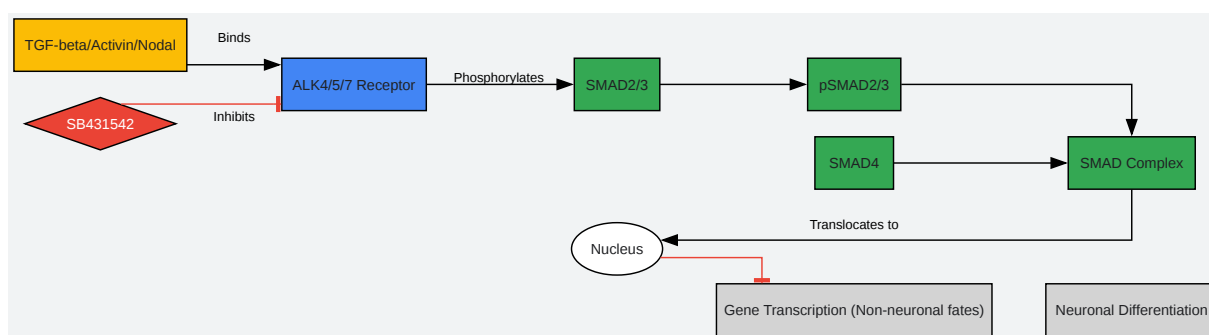 TGF-beta/Activin/Nodal
Binds
ALK4/5/7 Receptor
Phosphorylates
SMAD2/3
pSMAD2/3
SB431542
Inhibits
SMAD4
SMAD Complex
Translocates to
Nucleus
Gene Transcription (Non-neuronal fates)
Neuronal Differentiation